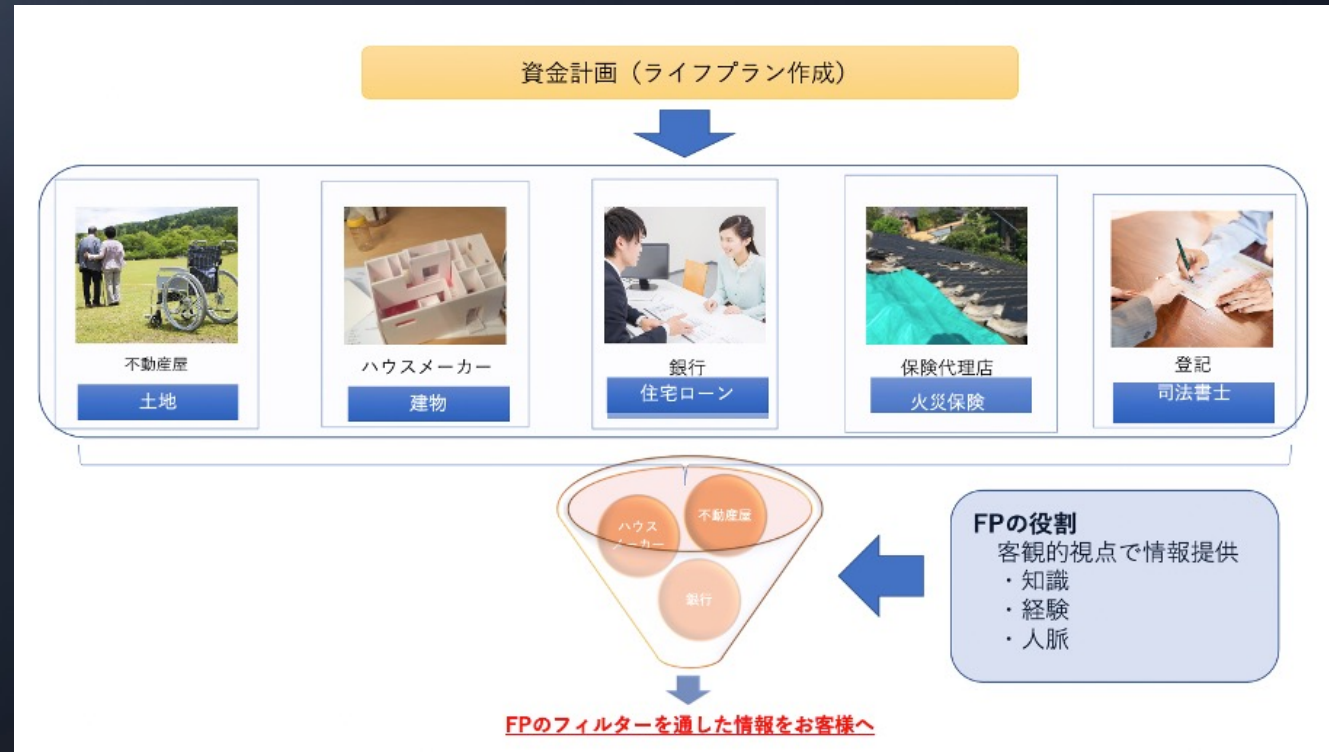 資金計画（ライフプラン作成）
不動産屋
土地
ハウスメーカー
建物
銀行
住宅ローン
保険代理店
火災保険
登記
司法書士
ハウス
メーカー
不動産屋
銀行
FPの役割
客観的視点で情報提供
・知識
・経験
・人脈
FPのフィルターを通した情報をお客様へ